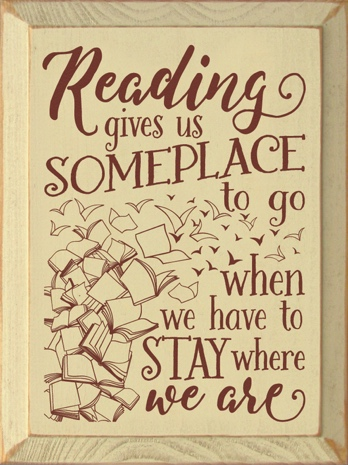 Reading
gives us
SOMEPLACE
to go
when
we have to
STAY where
we are